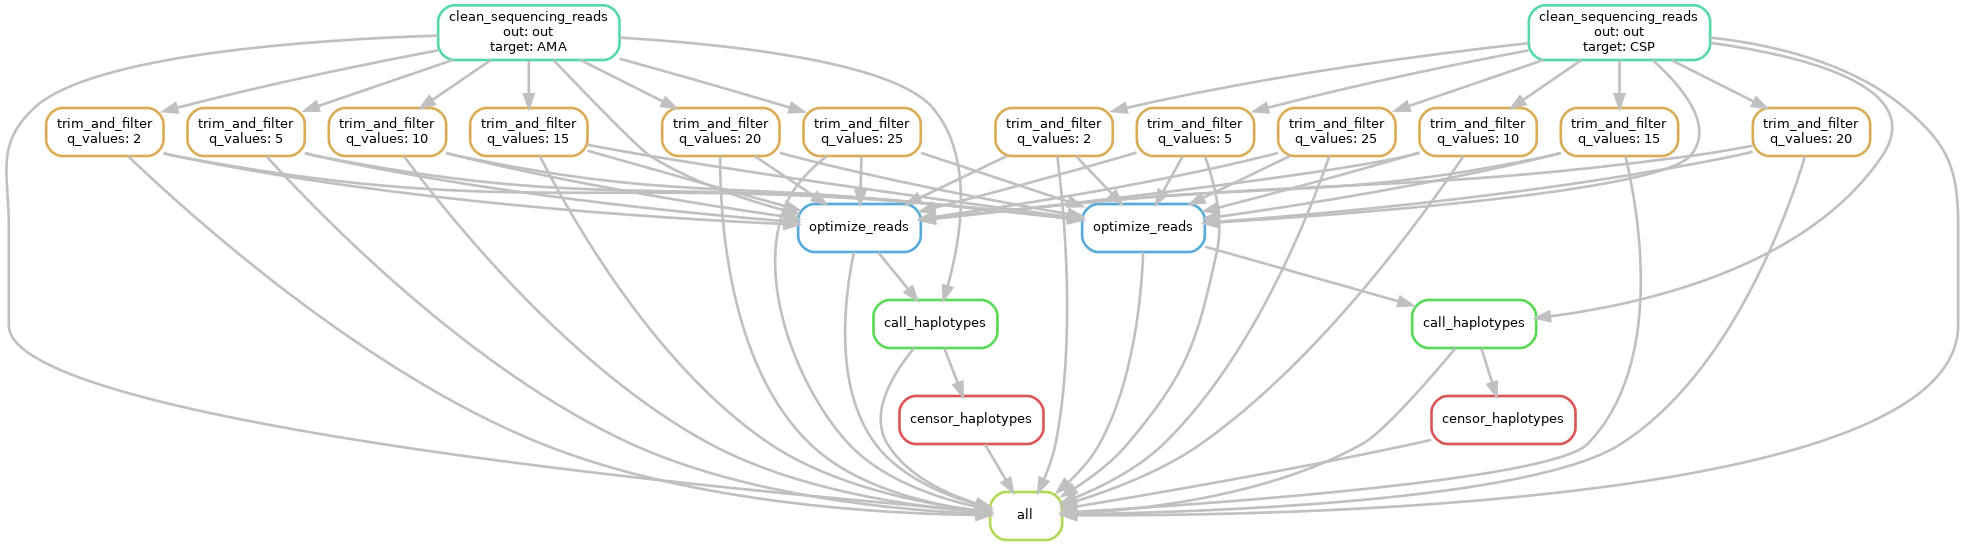 clean_sequencing_reads
out: out
target: AMA
clean_sequencing_reads
out: out
target: CSP
trim_and_filter
q_values: 2
trim_and_filter
q_values: 5
trim_and_filter
q_values: 10
trim_and_filter
q_values: 15
trim_and_filter
q_values: 20
trim_and_filter
q_values: 25
trim_and_filter
q_values: 2
trim_and_filter
q_values: 5
trim_and_filter
q_values: 25
trim_and_filter
q_values: 10
trim_and_filter
q_values: 15
trim_and_filter
q_values: 20
optimize_reads
optimize_reads
call_haplotypes
call_haplotypes
censor_haplotypes
censor_haplotypes
all